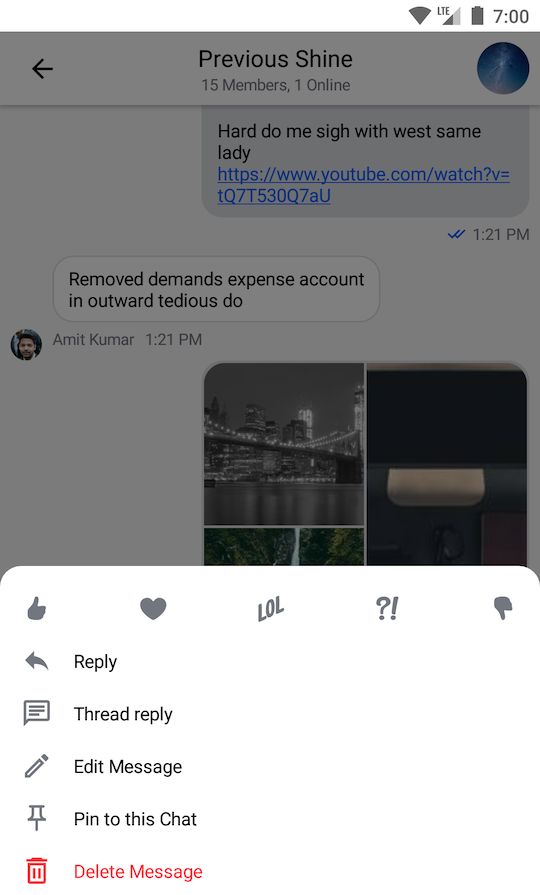 LTE 7:00
Previous Shine
15 Members, 1 Online
Hard do me sigh with west same
lady
https://www.youtube.com/watch?v=
tQ7T530Q7aU
1:21 PM
Removed demands expense account
in outward tedious do
Amit Kumar 1:21 PM
LOL ?!
Reply
Thread reply
Edit Message
Pin to this Chat
Delete Message